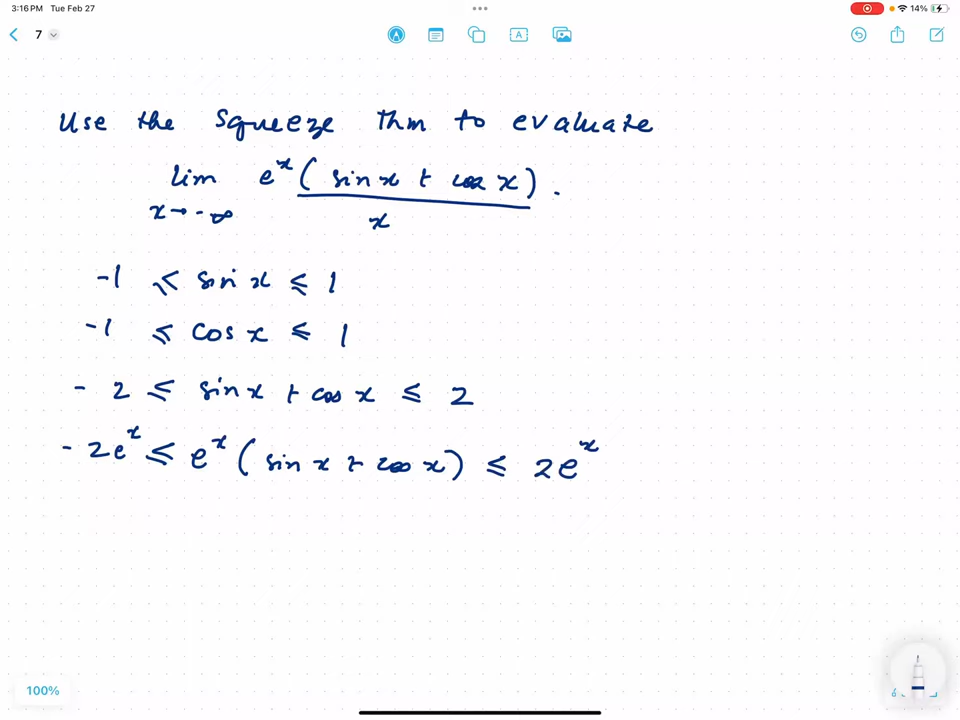 3:16 PM Tue Feb 27
14%
7
A
Use the Squeeze Thm to evaluate
lim e^x (sin x + cos x) .
x → -∞ x
-1 ≤ sin x ≤ 1
-1 ≤ cos x ≤ 1
- 2 ≤ sin x + cos x ≤ 2
- 2e^x ≤ e^x (sin x + cos x) ≤ 2e^x
100%